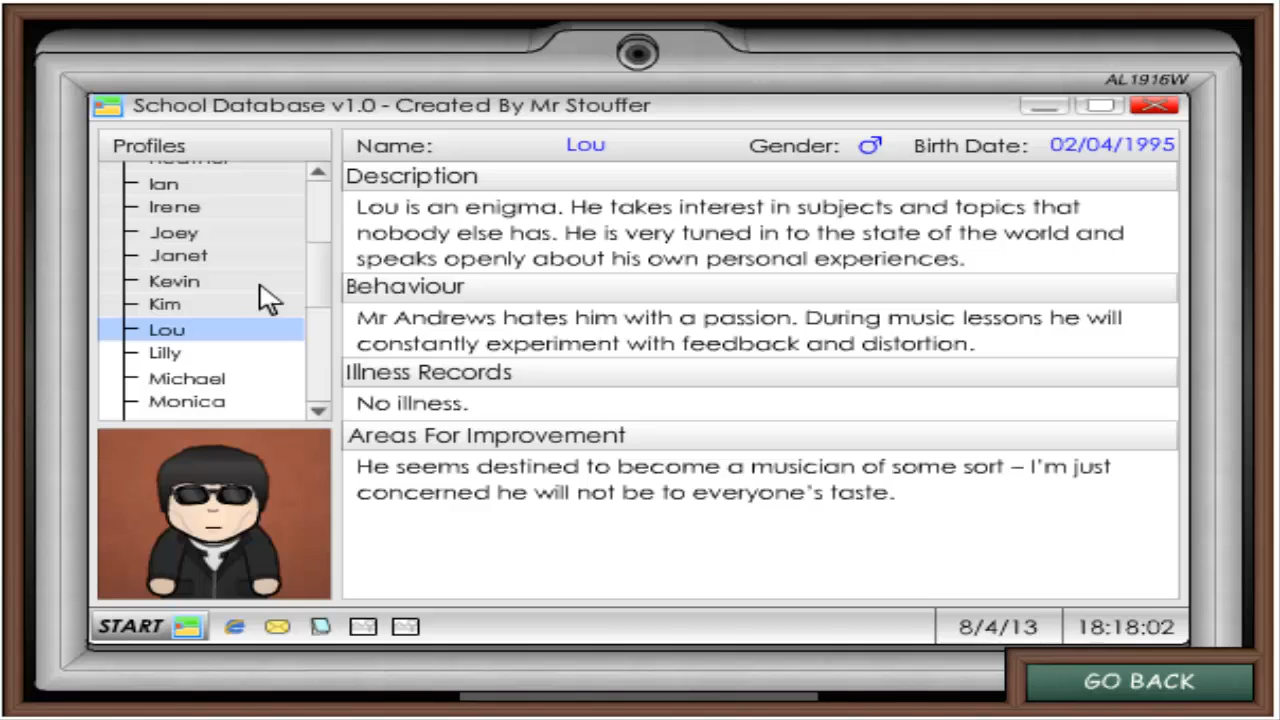 AL1916W
School Database v1.0 - Created By Mr Stouffer
Profiles
Heather
Ian
Irene
Joey
Janet
Kevin
Kim
Lou
Lilly
Michael
Monica
Name: Lou Gender: ♂ Birth Date: 02/04/1995
Description
Lou is an enigma. He takes interest in subjects and topics that
nobody else has. He is very tuned in to the state of the world and
speaks openly about his own personal experiences.
Behaviour
Mr Andrews hates him with a passion. During music lessons he will
constantly experiment with feedback and distortion.
Illness Records
No illness.
Areas For Improvement
He seems destined to become a musician of some sort – I'm just
concerned he will not be to everyone's taste.
START 8/4/13 18:18:02
GO BACK